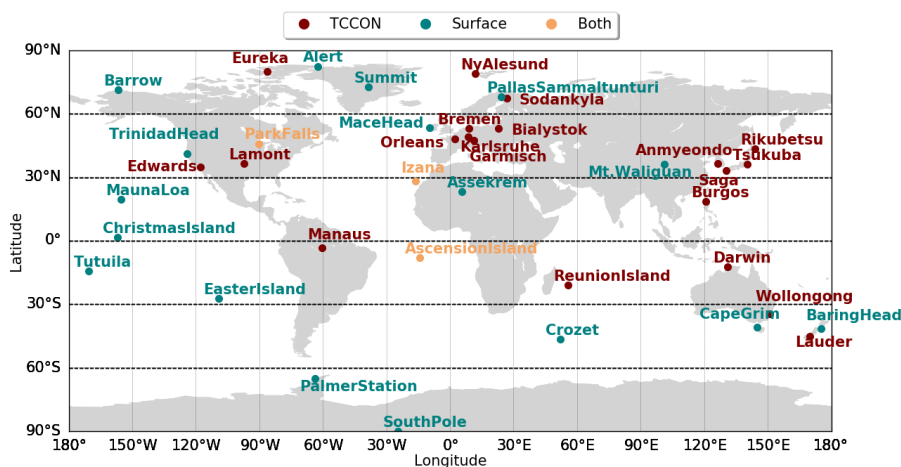 TCCON Surface Both
90°N
Eureka Alert NyAlesund
Barrow Summit PallasSammaltunturi
Sodankyla
60°N
TrinidadHead ParkFalls MaceHead Bremen Bialystok Rikubetsu
Edwards Lamont Orleans Karlsruhe Anmyeondo Tsukuba
Garmisch
Izana Mt.Waliguan Saga
30°N
MaunaLoa Assekrem Burgos
ChristmasIsland Manaus
0°
AscensionIsland
Tutuila ReunionIsland Darwin
EasterIsland Wollongong
30°S
Crozet CapeGrim BaringHead
Lauder
60°S
PalmerStation
SouthPole
90°S
180° 150°W 120°W 90°W 60°W 30°W 0° 30°E 60°E 90°E 120°E 150°E 180°
Longitude
Latitude